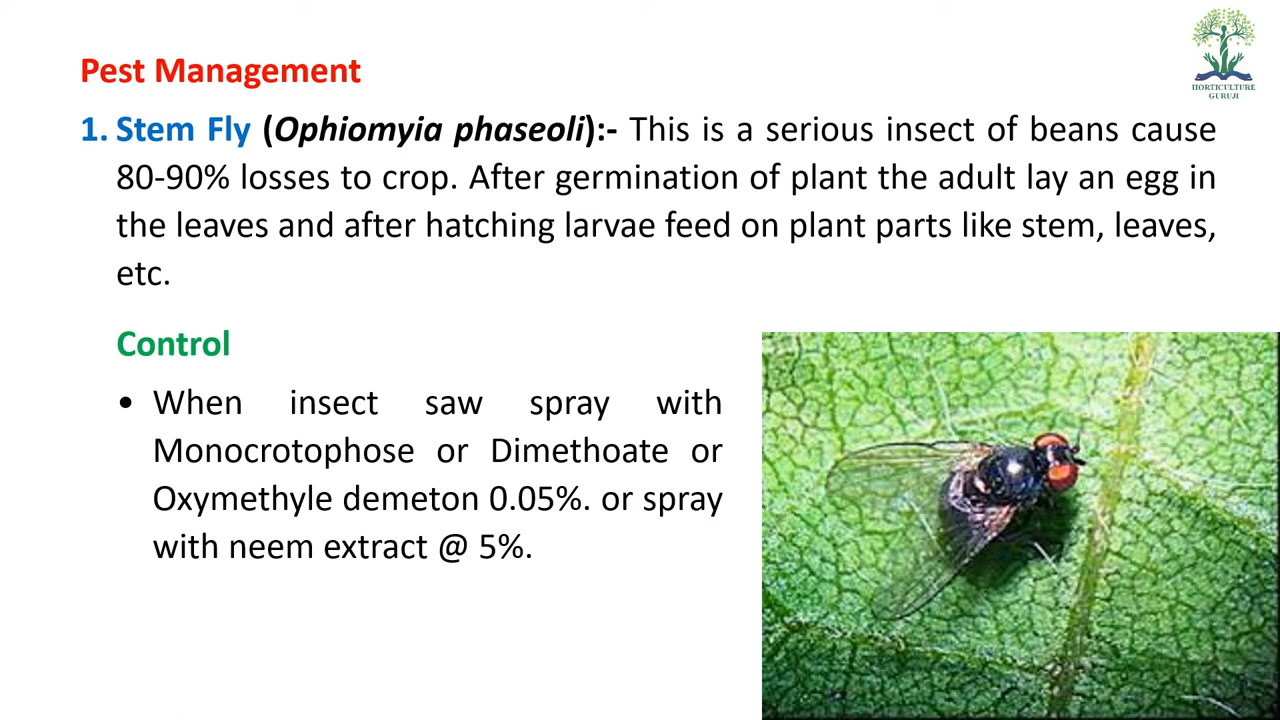 HORTICULTURE
GURUJI
Pest Management
1. Stem Fly (Ophiomyia phaseoli):- This is a serious insect of beans cause
80-90% losses to crop. After germination of plant the adult lay an egg in
the leaves and after hatching larvae feed on plant parts like stem, leaves,
etc.
Control
• When insect saw spray with
Monocrotophose or Dimethoate or
Oxymethyle demeton 0.05%. or spray
with neem extract @ 5%.